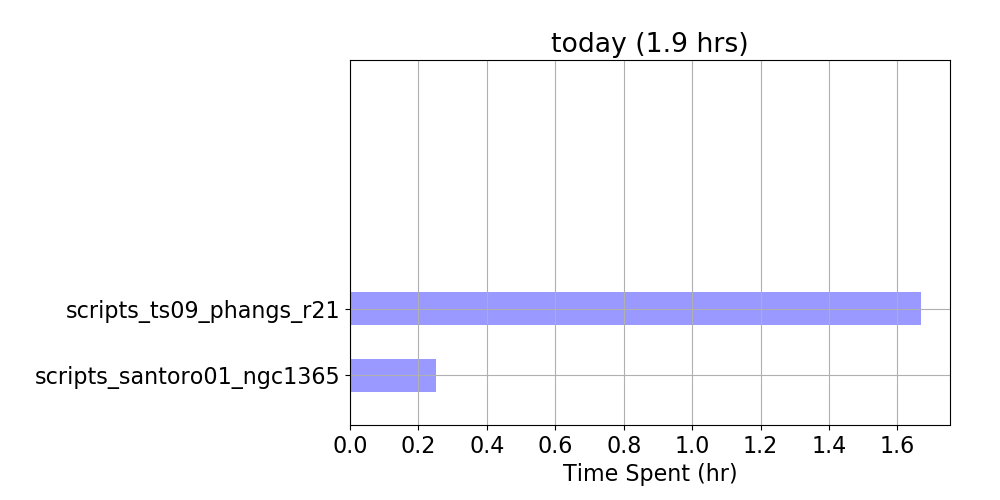 today (1.9 hrs)
scripts_ts09_phangs_r21
scripts_santoro01_ngc1365
0.0 0.2 0.4 0.6 0.8 1.0 1.2 1.4 1.6
Time Spent (hr)